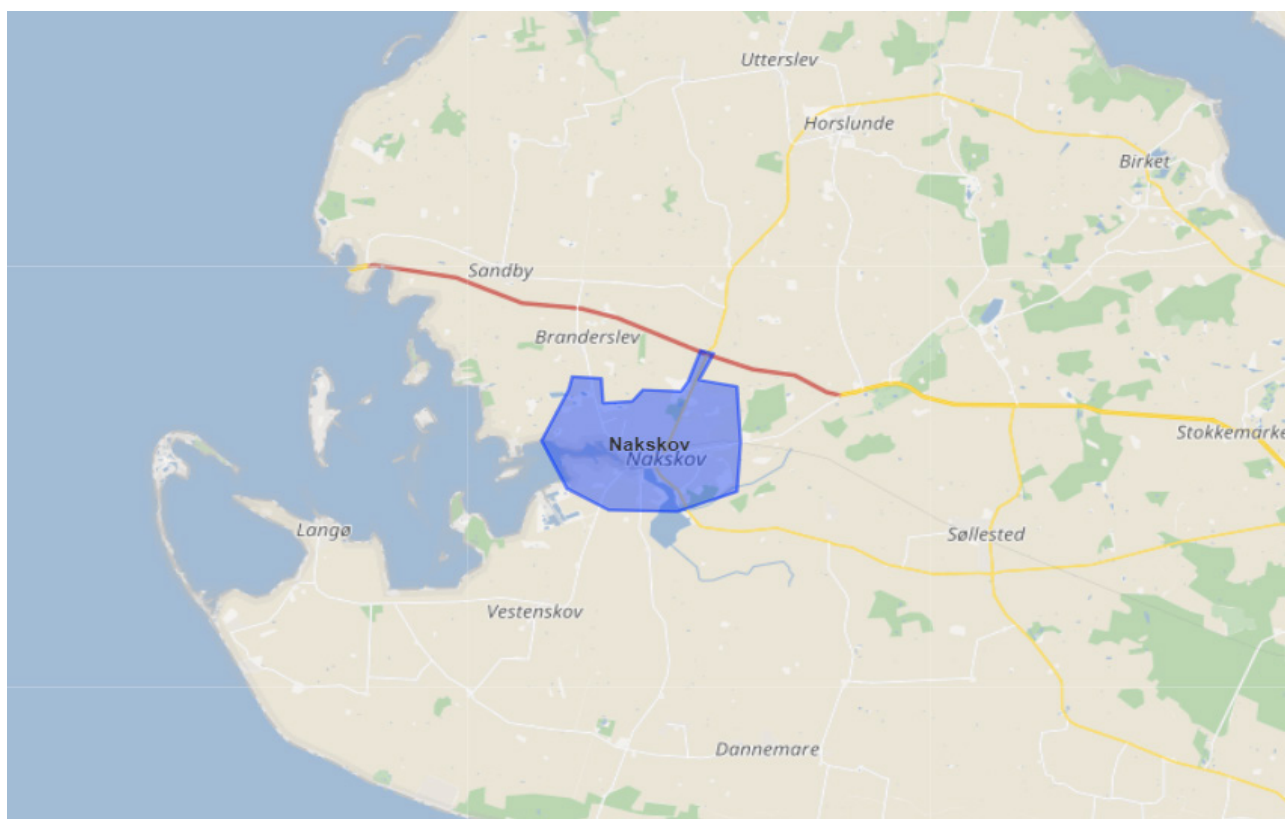 Utterslev
Horslunde
Birket
Sandby
Branderslev
Stokkemarke
Nakskov
Nakskov
Langø
Søllested
Vestenskov
Dannemare